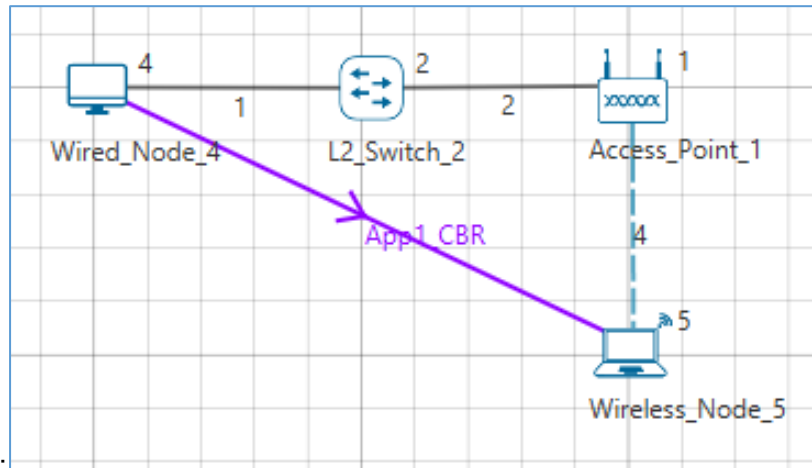 4
2
1
1
2
Wired_Node_4
L2_Switch_2
Access_Point_1
App1_CBR
4
5
Wireless_Node_5
.